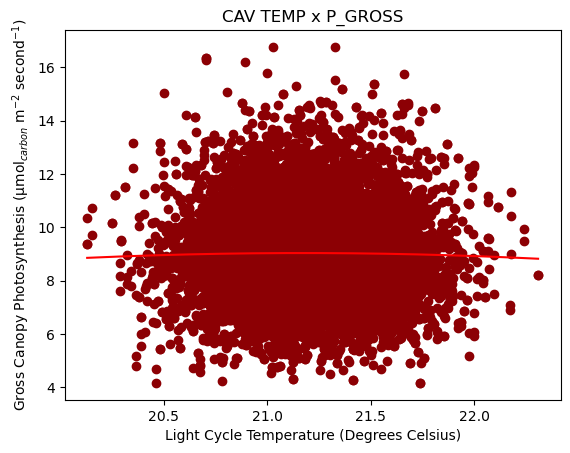 CAV TEMP x P_GROSS
Gross Canopy Photosynthesis (μmol_carbon m⁻² second⁻¹)
16
14
12
10
8
6
4
20.5 21.0 21.5 22.0
Light Cycle Temperature (Degrees Celsius)